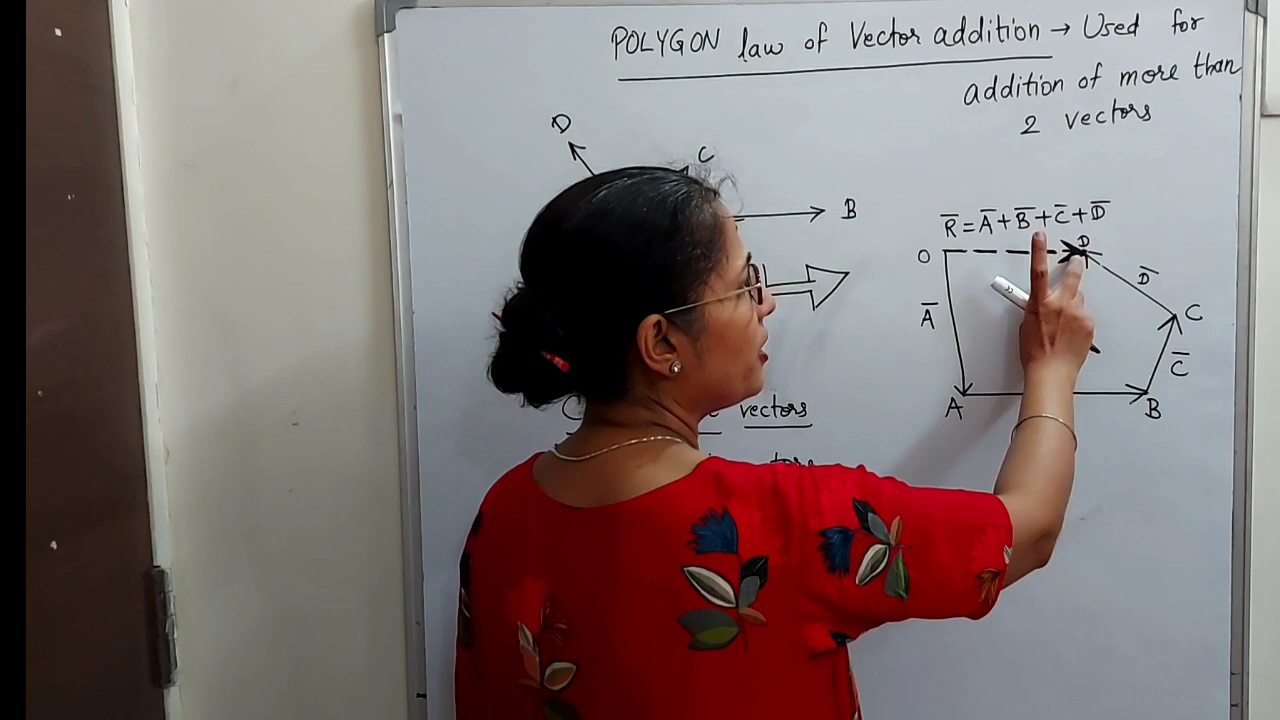 POLYGON law of Vector addition → Used for
addition of more than
2 vectors
D
C
B
R̅ = A̅ + B̅ + C̅ + D̅
O
D
D̅
A̅
C
C̅
A
B
vectors